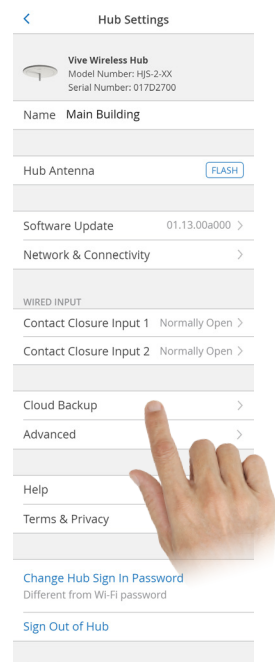 Hub Settings
Vive Wireless Hub
Model Number: HJS-2-XX
Serial Number: 017D2700
Name Main Building
Hub Antenna FLASH
Software Update 01.13.00a000
Network & Connectivity
WIRED INPUT
Contact Closure Input 1 Normally Open
Contact Closure Input 2 Normally Open
Cloud Backup
Advanced
Help
Terms & Privacy
Change Hub Sign In Password
Different from Wi-Fi password
Sign Out of Hub